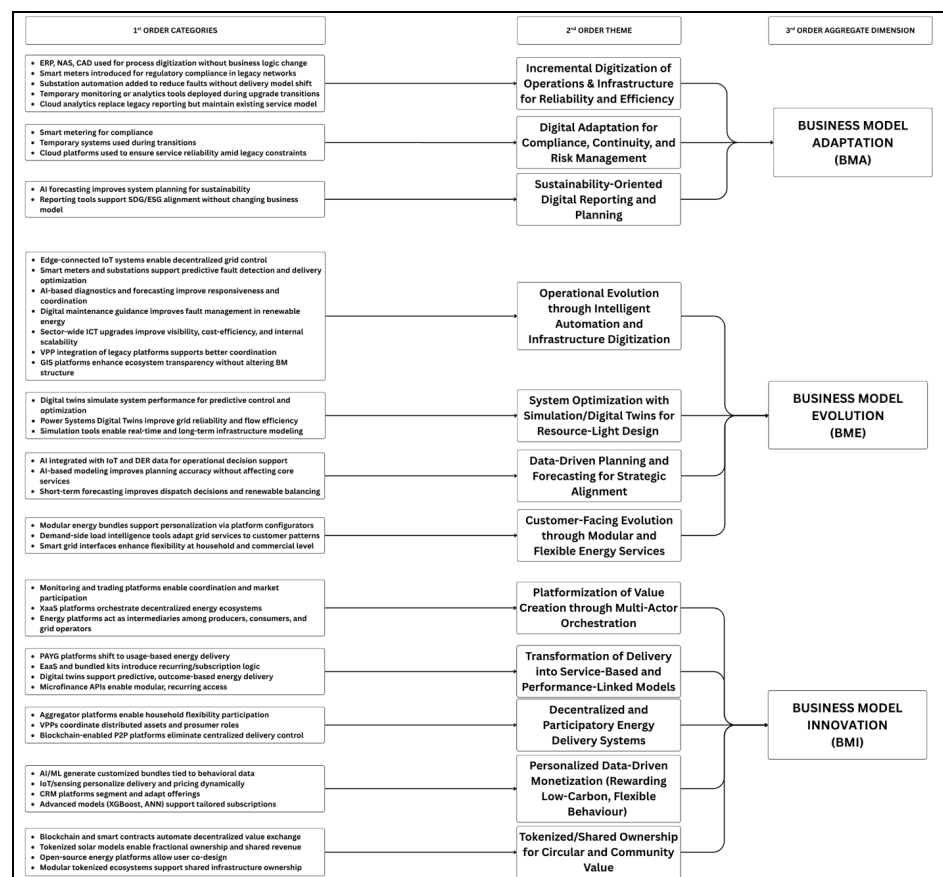 1st ORDER CATEGORIES
2nd ORDER THEME
3rd ORDER AGGREGATE DIMENSION
• ERP, NAS, CAD used for process digitization without business logic change
• Smart meters introduced for regulatory compliance in legacy networks
• Substation automation added to reduce faults without delivery model shift
• Temporary monitoring or analytics tools deployed during upgrade transitions
• Cloud analytics replace legacy reporting but maintain existing service model
Incremental Digitization of
Operations & Infrastructure
for Reliability and Efficiency
• Smart metering for compliance
• Temporary systems used during transitions
• Cloud platforms used to ensure service reliability amid legacy constraints
Digital Adaptation for
Compliance, Continuity, and
Risk Management
• AI forecasting improves system planning for sustainability
• Reporting tools support SDG/ESG alignment without changing business
model
Sustainability-Oriented
Digital Reporting and
Planning
BUSINESS MODEL
ADAPTATION
(BMA)
• Edge-connected IoT systems enable decentralized grid control
• Smart meters and substations support predictive fault detection and delivery
optimization
• AI-based diagnostics and forecasting improve responsiveness and
coordination
• Digital maintenance guidance improves fault management in renewable
energy
• Sector-wide ICT upgrades improve visibility, cost-efficiency, and internal
scalability
• VPP integration of legacy platforms supports better coordination
• GIS platforms enhance ecosystem transparency without altering BM
structure
Operational Evolution
through Intelligent
Automation and
Infrastructure Digitization
• Digital twins simulate system performance for predictive control and
optimization
• Power Systems Digital Twins improve grid reliability and flow efficiency
• Simulation tools enable real-time and long-term infrastructure modeling
System Optimization with
Simulation/Digital Twins for
Resource-Light Design
• AI integrated with IoT and DER data for operational decision support
• AI-based modeling improves planning accuracy without affecting core
services
• Short-term forecasting improves dispatch decisions and renewable balancing
Data-Driven Planning and
Forecasting for Strategic
Alignment
• Modular energy bundles support personalization via platform configurators
• Demand-side load intelligence tools adapt grid services to customer patterns
• Smart grid interfaces enhance flexibility at household and commercial level
Customer-Facing Evolution
through Modular and
Flexible Energy Services
BUSINESS MODEL
EVOLUTION
(BME)
• Monitoring and trading platforms enable coordination and market
participation
• XaaS platforms orchestrate decentralized energy ecosystems
• Energy platforms act as intermediaries among producers, consumers, and
grid operators
Platformization of Value
Creation through Multi-Actor
Orchestration
• PAYG platforms shift to usage-based energy delivery
• EaaS and bundled kits introduce recurring/subscription logic
• Digital twins support predictive, outcome-based energy delivery
• Microfinance APIs enable modular, recurring access
Transformation of Delivery
into Service-Based and
Performance-Linked Models
• Aggregator platforms enable household flexibility participation
• VPPs coordinate distributed assets and prosumer roles
• Blockchain-enabled P2P platforms eliminate centralized delivery control
Decentralized and
Participatory Energy
Delivery Systems
• AI/ML generate customized bundles tied to behavioral data
• IoT/sensing personalize delivery and pricing dynamically
• CRM platforms segment and adapt offerings
• Advanced models (XGBoost, ANN) support tailored subscriptions
Personalized Data-Driven
Monetization (Rewarding
Low-Carbon, Flexible
Behaviour)
• Blockchain and smart contracts automate decentralized value exchange
• Tokenized solar models enable fractional ownership and shared revenue
• Open-source energy platforms allow user co-design
• Modular tokenized ecosystems support shared infrastructure ownership
Tokenized/Shared Ownership
for Circular and Community
Value
BUSINESS MODEL
INNOVATION
(BMI)